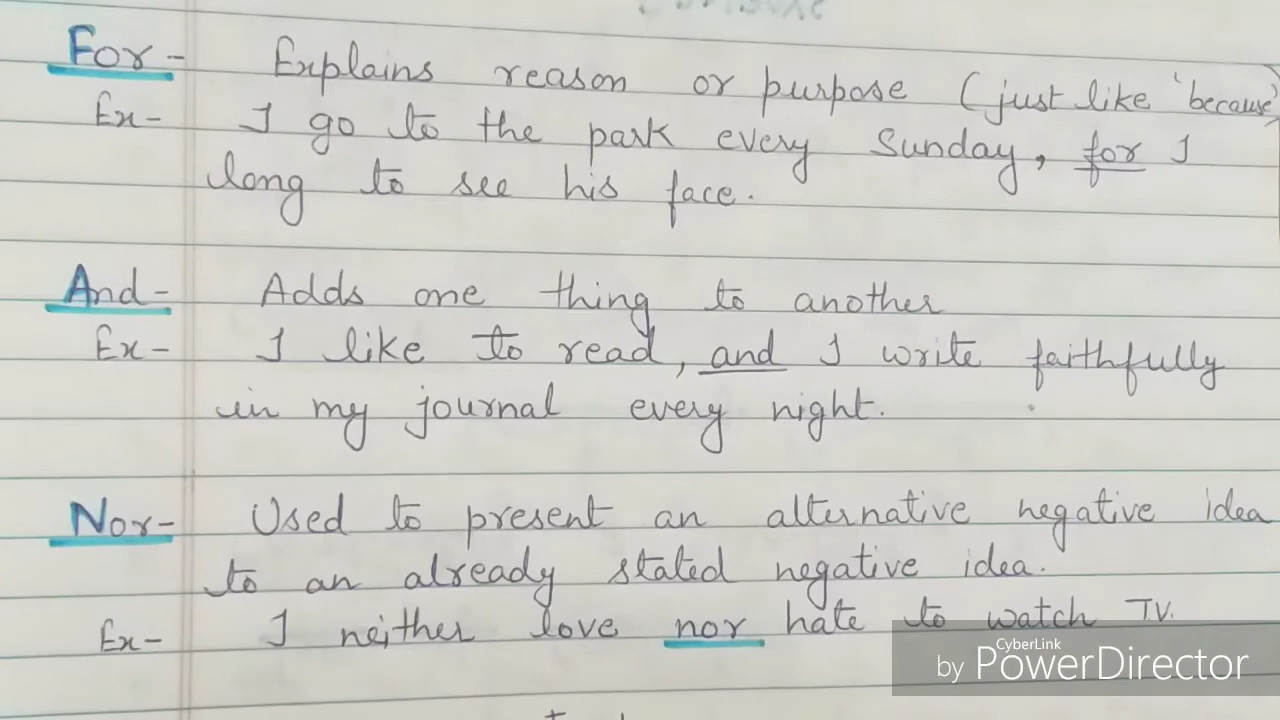 For - Explains reason or purpose (just like 'because')
Ex - I go to the park every Sunday, for I
long to see his face.
And - Adds one thing to another
Ex - I like to read, and I write faithfully
in my journal every night.
Nor - Used to present an alternative negative idea
to an already stated negative idea.
Ex - I neither love nor hate to watch T.V.
CyberLink
by PowerDirector